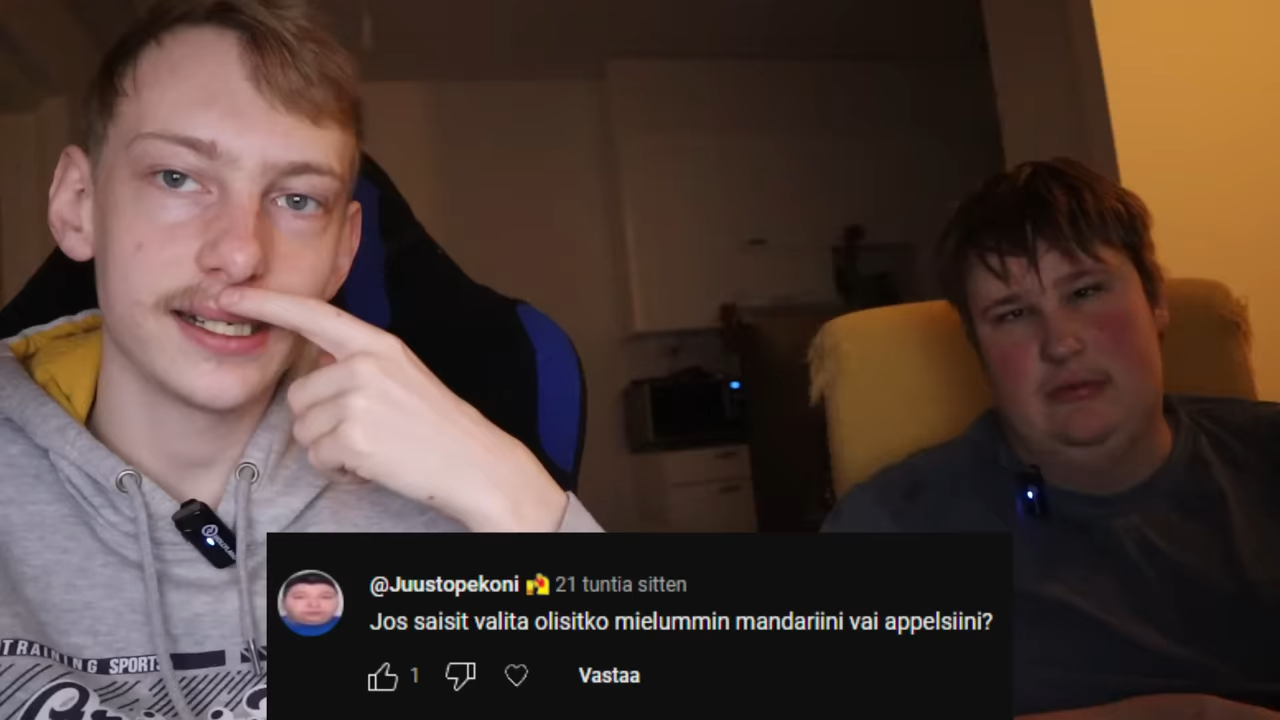 TRAINING SPORTS
@Juustopekoni 21 tuntia sitten
Jos saisit valita olisitko mielummin mandariini vai appelsiini?
1
Vastaa